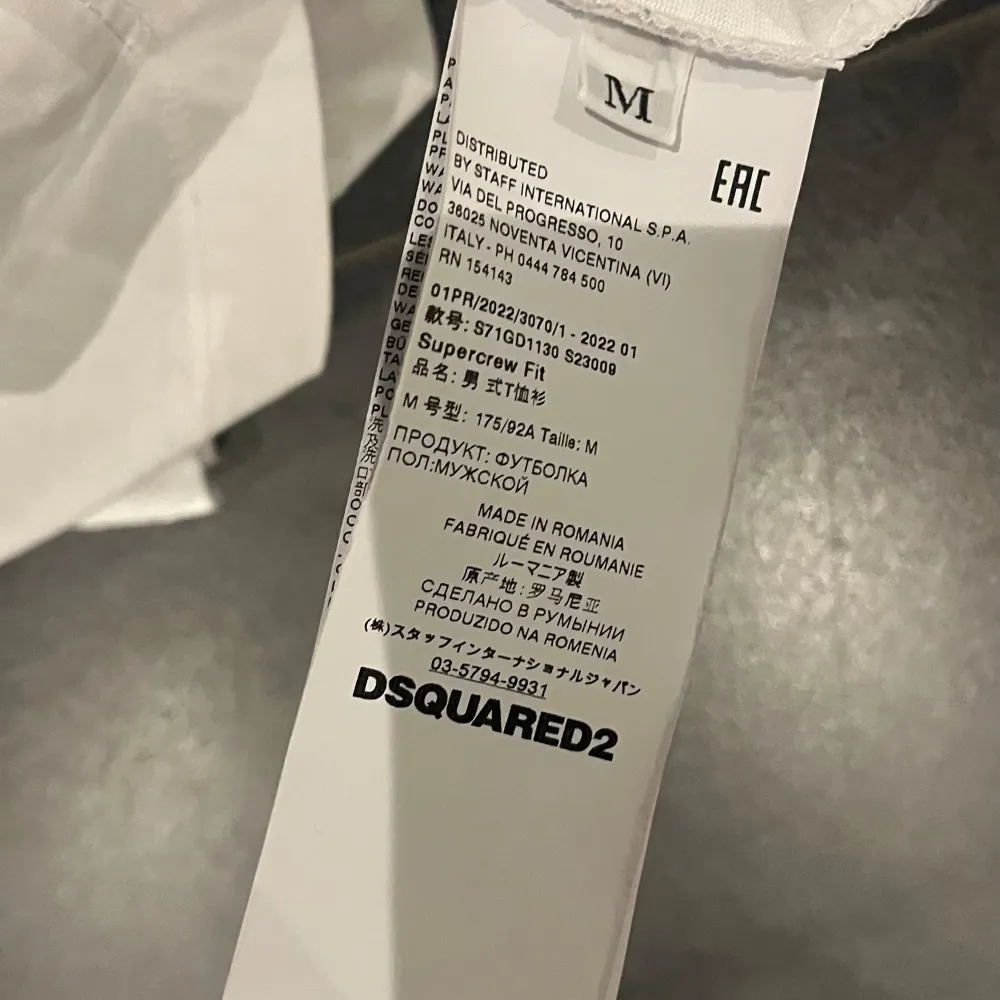 M
EAC
DISTRIBUTED
BY STAFF INTERNATIONAL S.P.A.
VIA DEL PROGRESSO, 10
36025 NOVENTA VICENTINA (VI)
ITALY - PH 0444 784 500
RN 154143
01PR/2022/3070/1 - 2022 01
款号: S71GD1130 S23009
Supercrew Fit
品名: 男 式T恤衫
M 号型: 175/92A Taille: M
ПРОДУКТ: ФУТБОЛКА
ПОЛ:МУЖСКОЙ
MADE IN ROMANIA
FABRIQUÉ EN ROUMANIE
ルーマニア製
原产地: 罗马尼亚
СДЕЛАНО В РУМЫНИИ
PRODUZIDO NA ROMENIA
(株)スタッフインターナショナルジャパン
03-5794-9931
DSQUARED2